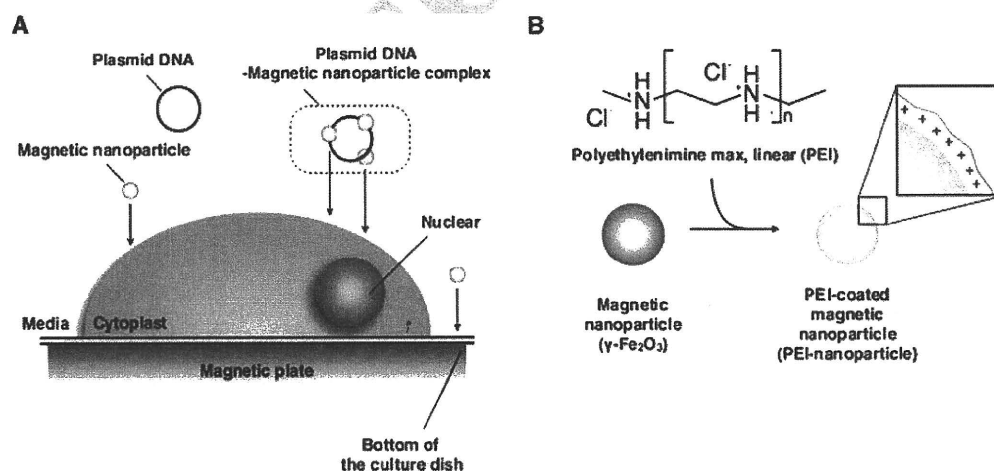 A
Plasmid DNA
Plasmid DNA
-Magnetic nanoparticle complex
Magnetic nanoparticle
Nuclear
Media
Cytoplast
Magnetic plate
Bottom of
the culture dish
B
Cl⁻
H
N
H
Cl⁻
H
N
H
n
Polyethylenimine max, linear (PEI)
Magnetic
nanoparticle
(γ-Fe₂O₃)
PEI-coated
magnetic
nanoparticle
(PEI-nanoparticle)
+ + + + + + +